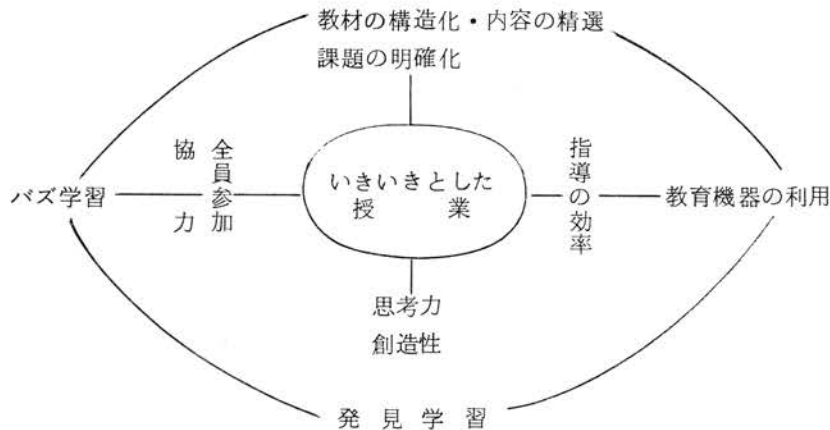 教材の構造化・内容の精選
課題の明確化
いきいきとした
授業
バズ学習
全員参加
協力
指導の効率
教育機器の利用
思考力
創造性
発見学習